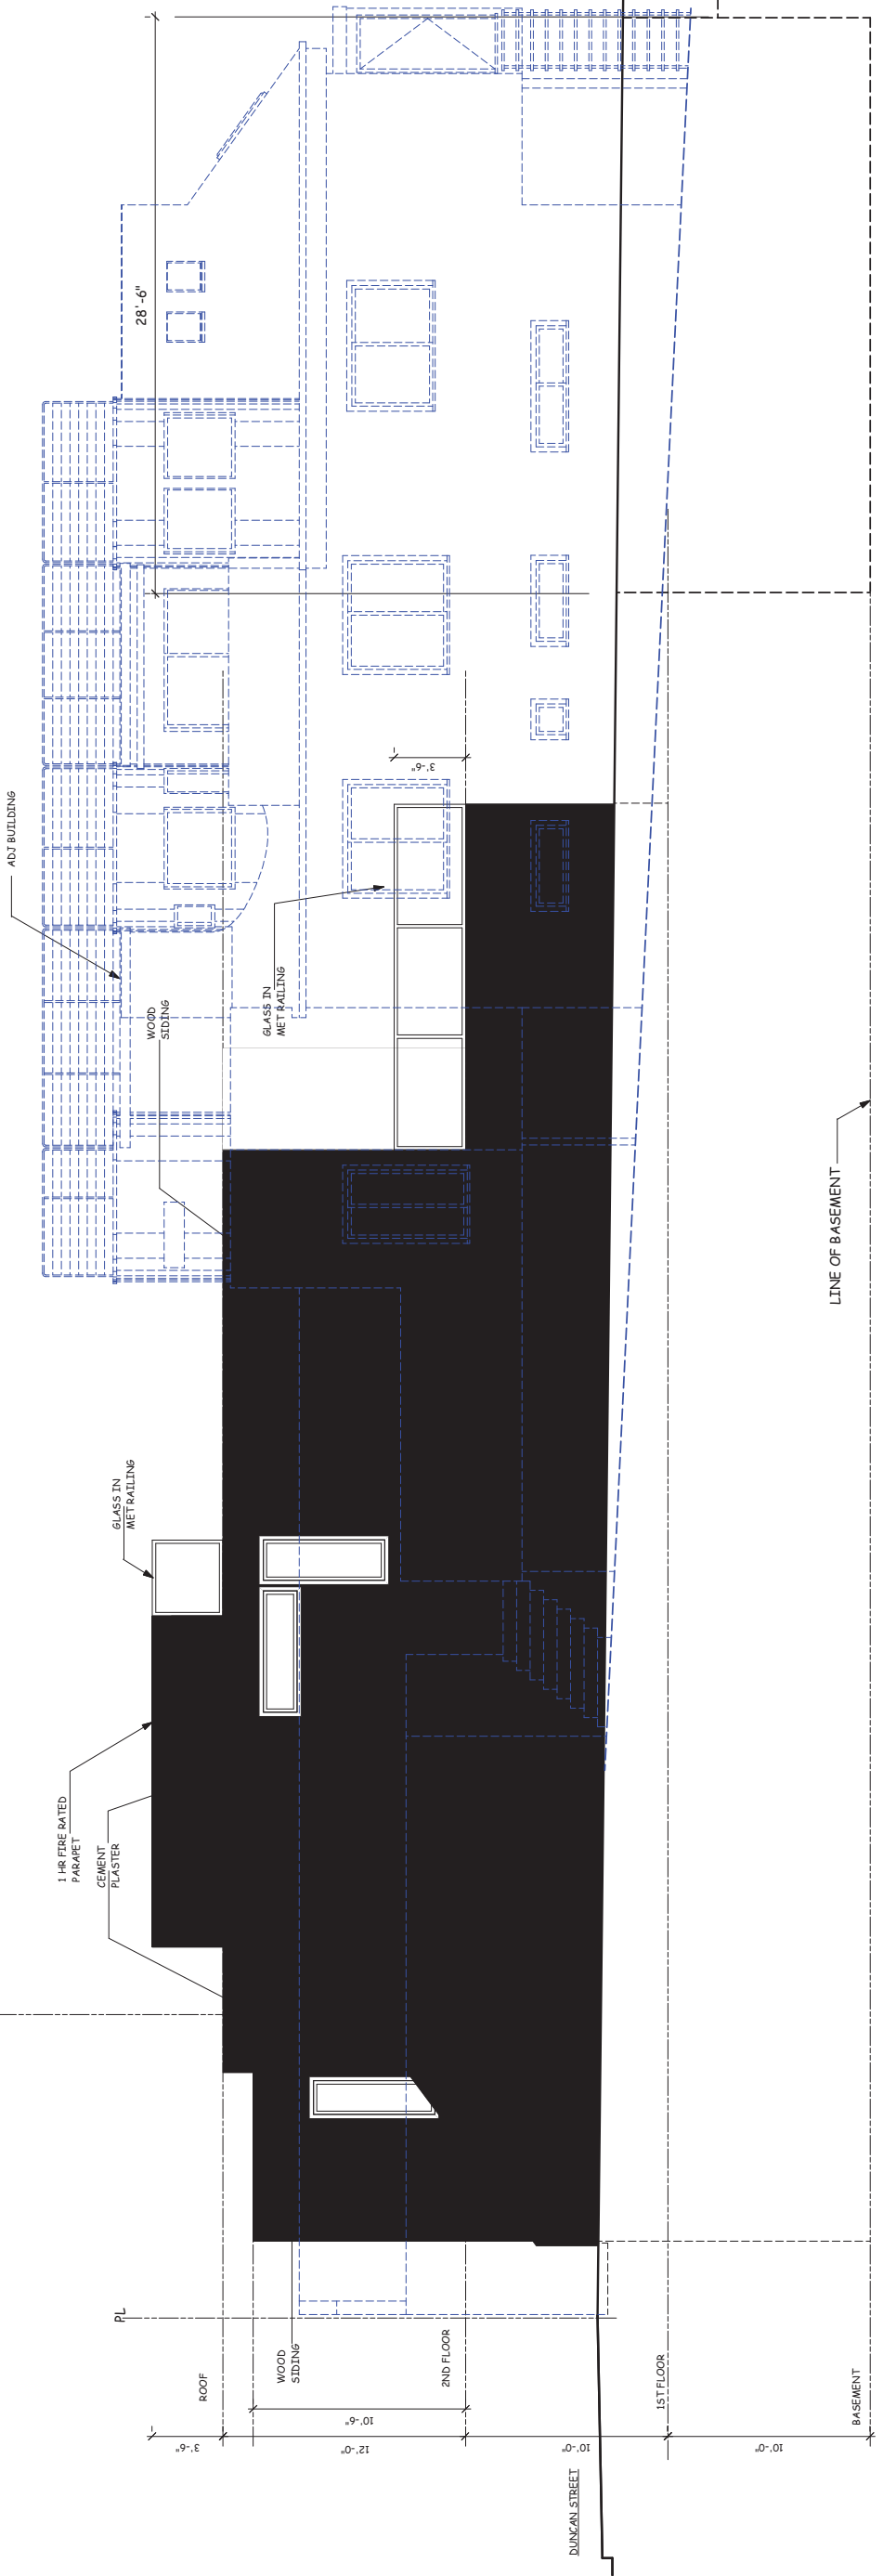 28'-6"
ADJ BUILDING
WOOD
SIDING
GLASS IN
MET RAILING
3'-6"
LINE OF BASEMENT
GLASS IN
MET RAILING
1 HR FIRE RATED
PARAPET
CEMENT
PLASTER
PL
ROOF
WOOD
SIDING
2ND FLOOR
1ST FLOOR
BASEMENT
10'-6"
3'-6"
12'-0"
10'-0"
10'-0"
DUNCAN STREET